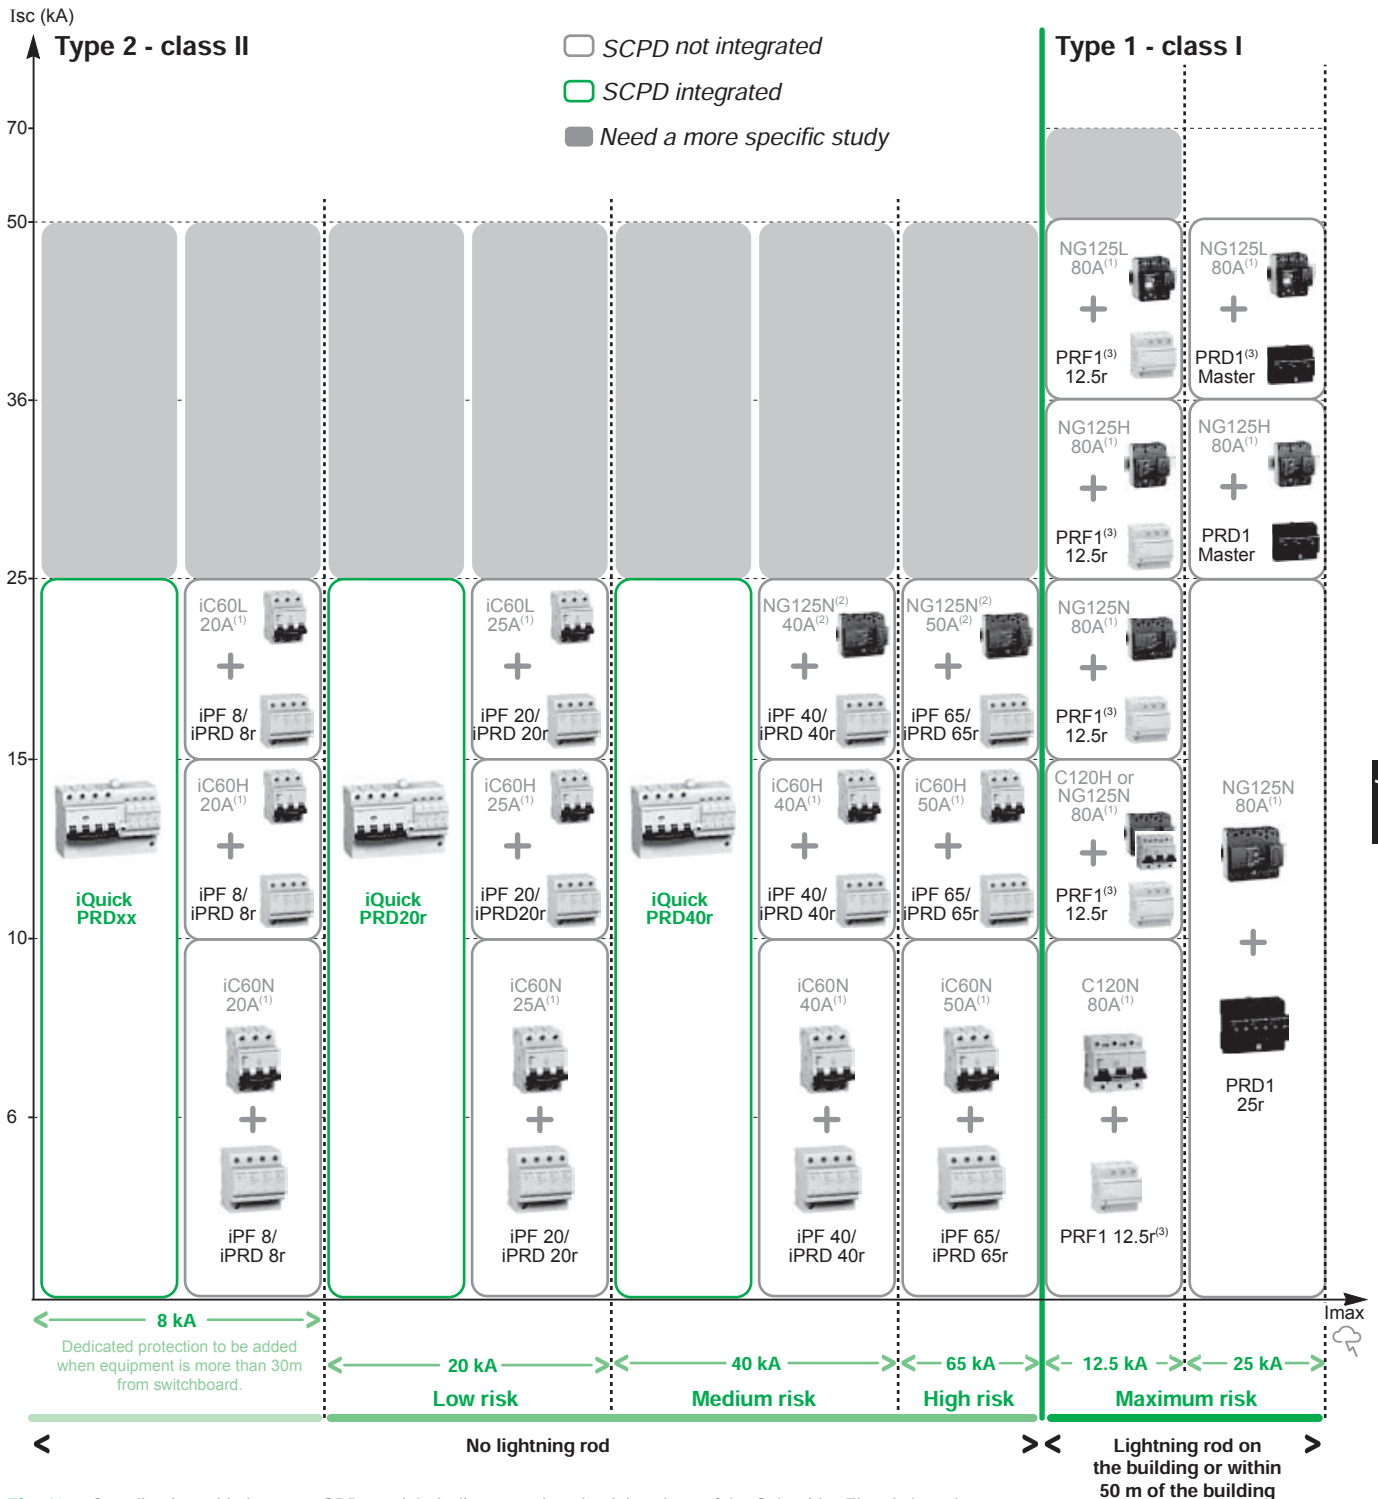 Isc (kA)
Type 2 - class II
SCPD not integrated
SCPD integrated
Need a more specific study
Type 1 - class I
70
50
36
25
15
10
6
NG125L
80A(1)
+
PRF1(3)
12.5r
NG125L
80A(1)
+
PRD1(3)
Master
NG125H
80A(1)
+
PRF1(3)
12.5r
NG125H
80A(1)
+
PRD1
Master
iC60L
20A(1)
+
iPF 8/
iPRD 8r
iC60L
25A(1)
+
iPF 20/
iPRD 20r
NG125N(2)
40A(2)
+
iPF 40/
iPRD 40r
NG125N(2)
50A(2)
+
iPF 65/
iPRD 65r
NG125N
80A(1)
+
PRF1(3)
12.5r
iQuick
PRDxx
iC60H
20A(1)
+
iPF 8/
iPRD 8r
iQuick
PRD20r
iC60H
25A(1)
+
iPF 20/
iPRD20r
iQuick
PRD40r
iC60H
40A(1)
+
iPF 40/
iPRD 40r
iC60H
50A(1)
+
iPF 65/
iPRD 65r
C120H or
NG125N
80A(1)
+
PRF1(3)
12.5r
NG125N
80A(1)
+
PRD1
25r
iC60N
20A(1)
+
iPF 8/
iPRD 8r
iC60N
25A(1)
+
iPF 20/
iPRD 20r
iC60N
40A(1)
+
iPF 40/
iPRD 40r
iC60N
50A(1)
+
iPF 65/
iPRD 65r
C120N
80A(1)
+
PRF1 12.5r(3)
Imax
8 kA
Dedicated protection to be added
when equipment is more than 30m
from switchboard.
20 kA
40 kA
65 kA
12.5 kA
25 kA
Low risk
Medium risk
High risk
Maximum risk
No lightning rod
Lightning rod on
the building or within
50 m of the building